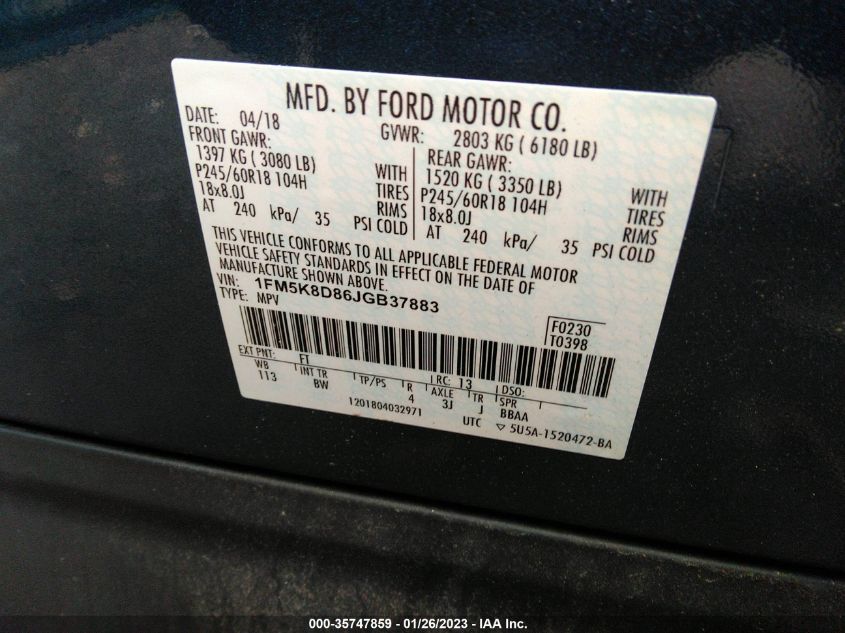 MFD. BY FORD MOTOR CO.
DATE: 04/18 GVWR: 2803 KG ( 6180 LB)
FRONT GAWR: REAR GAWR:
1397 KG ( 3080 LB) WITH 1520 KG ( 3350 LB) WITH
P245/60R18 104H TIRES P245/60R18 104H TIRES
18x8.0J RIMS 18x8.0J RIMS
AT 240 kPa/ 35 PSI COLD AT 240 kPa/ 35 PSI COLD
THIS VEHICLE CONFORMS TO ALL APPLICABLE FEDERAL MOTOR
VEHICLE SAFETY STANDARDS IN EFFECT ON THE DATE OF
MANUFACTURE SHOWN ABOVE.
VIN: 1FM5K8D86JGB37883
TYPE: MPV
F0230
T0398
EXT PNT: FT RC: 13 DSO:
WB INT TR TP/PS R AXLE TR SPR
113 BW 4 3J J BBAA
1201804032971 UTC ▽ 5U5A-1520472-BA
000-35747859 — 01/26/2023 — IAA Inc.